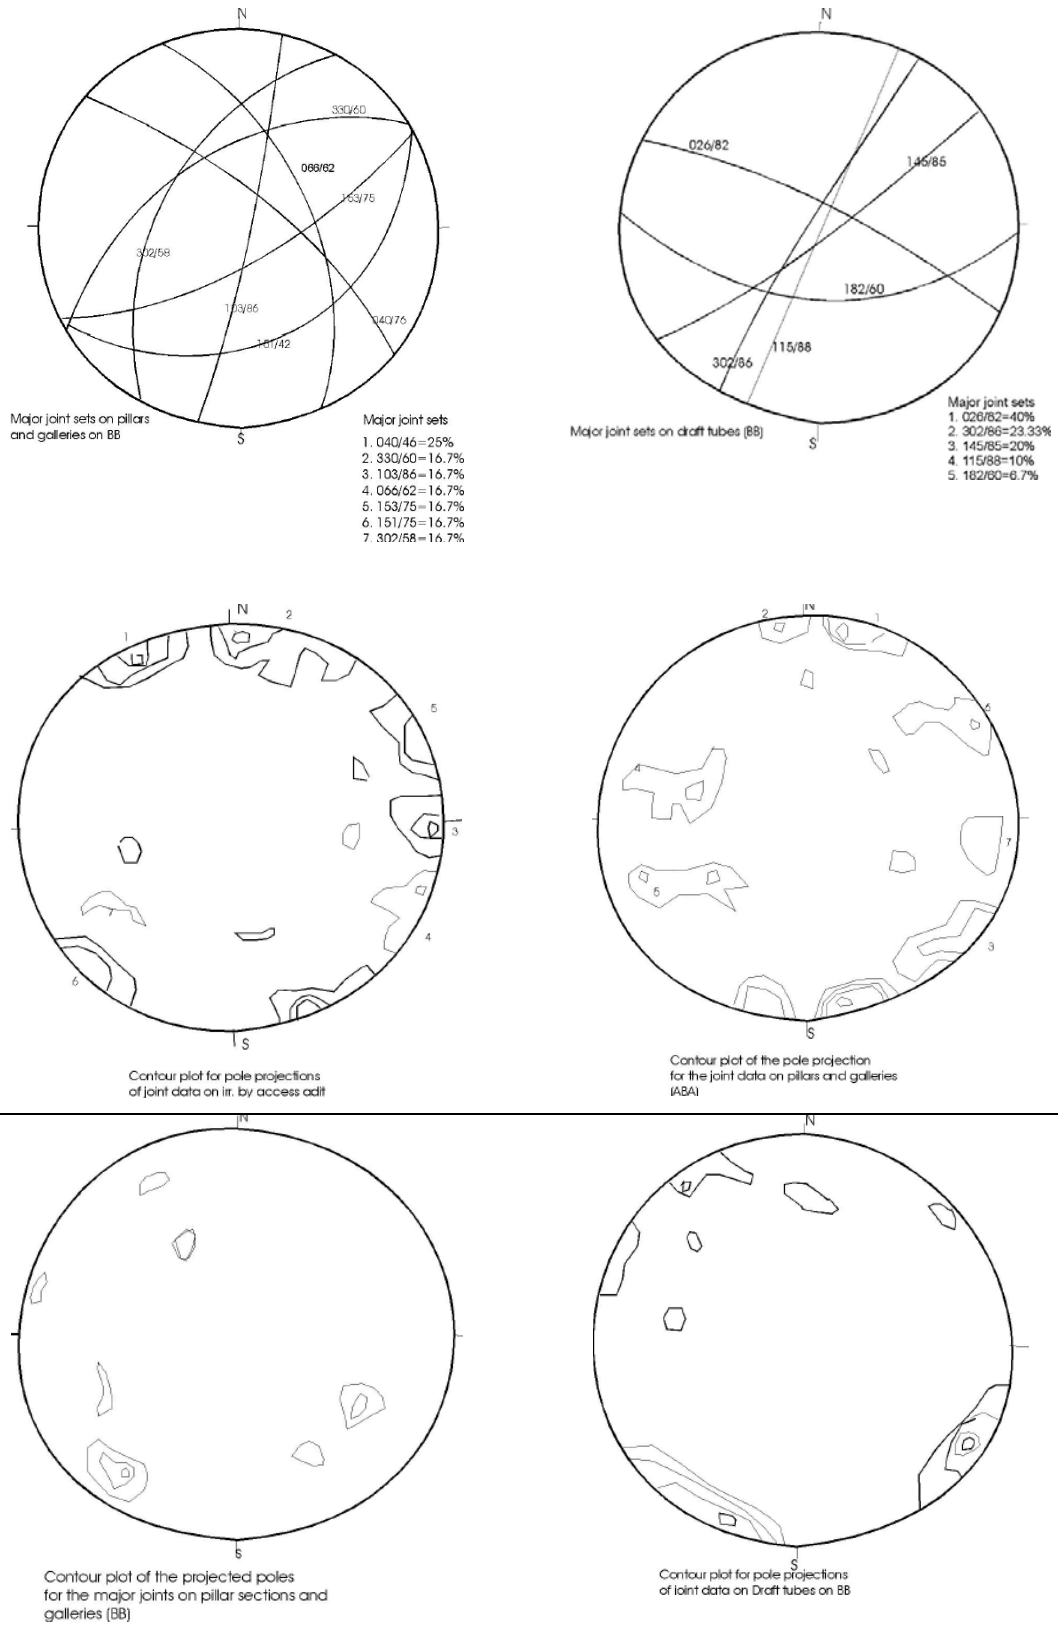 N
330/60
066/62
153/75
302/58
103/86
040/76
151/42
S
Major joint sets on pillars
and galleries on BB
Major joint sets
1. 040/46=25%
2. 330/60=16.7%
3. 103/86=16.7%
4. 066/62=16.7%
5. 153/75=16.7%
6. 151/75=16.7%
7. 302/58=16.7%
N
026/82
145/85
182/60
115/88
302/86
S
Major joint sets on draft tubes (BB)
Major joint sets
1. 026/82=40%
2. 302/86=23.33%
3. 145/85=20%
4. 115/88=10%
5. 182/60=6.7%
N
1
2
5
3
4
6
S
Contour plot for pole projections
of joint data on irr. by access adit
N
2
1
6
4
7
5
3
S
Contour plot of the pole projection
for the joint data on pillars and galleries
(ABA)
N
S
Contour plot of the projected poles
for the major joints on pillar sections and
galleries (BB)
N
S
Contour plot for pole projections
of joint data on Draft tubes on BB